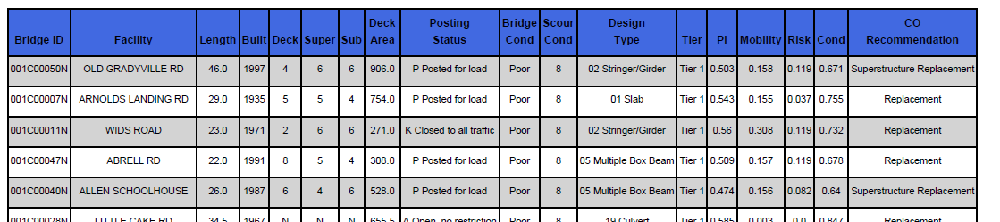 Bridge ID Facility Length Built Deck Super Sub Deck Area Posting Status Bridge Cond Scour Cond Design Type Tier PI Mobility Risk Cond CO Recommendation
001C00050N OLD GRADYVILLE RD 46.0 1997 4 6 6 906.0 P Posted for load Poor 8 02 Stringer/Girder Tier 1 0.503 0.158 0.119 0.671 Superstructure Replacement
001C00007N ARNOLDS LANDING RD 29.0 1935 5 5 4 754.0 P Posted for load Poor 8 01 Slab Tier 1 0.543 0.155 0.037 0.755 Replacement
001C00011N WIDS ROAD 23.0 1971 2 6 6 271.0 K Closed to all traffic Poor 8 02 Stringer/Girder Tier 1 0.56 0.308 0.119 0.732 Replacement
001C00047N ABRELL RD 22.0 1991 8 5 4 308.0 P Posted for load Poor 8 05 Multiple Box Beam Tier 1 0.509 0.157 0.119 0.678 Replacement
001C00040N ALLEN SCHOOLHOUSE 26.0 1987 6 4 6 528.0 P Posted for load Poor 8 05 Multiple Box Beam Tier 1 0.474 0.156 0.082 0.64 Superstructure Replacement
001C00028N LITTLE CAKE RD 34.5 1967 N N N 655.5 A Open, no restriction Poor 8 19 Culvert Tier 1 0.585 0.003 0.0 0.847 Replacement